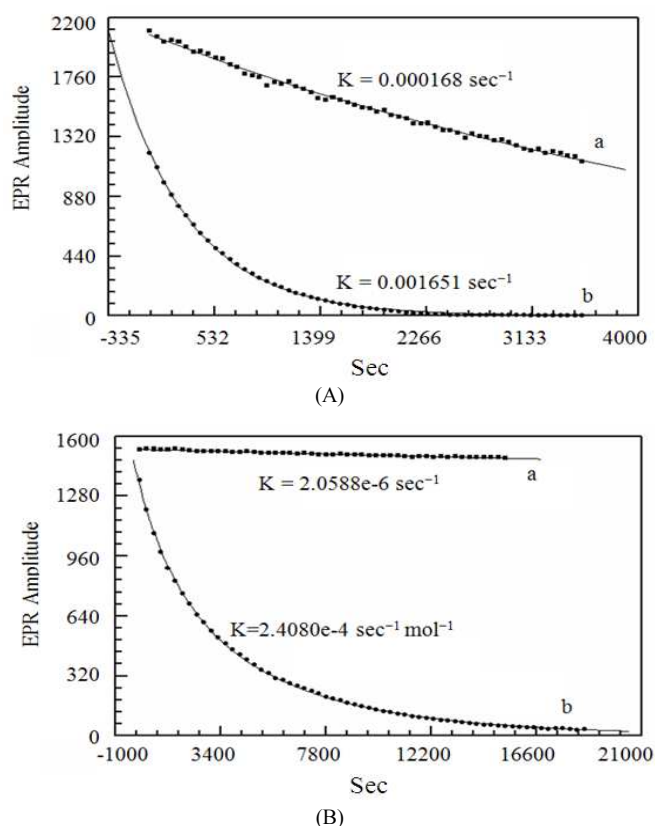 2200
1760
1320
880
440
0
EPR Amplitude
K = 0.000168 sec⁻¹
a
K = 0.001651 sec⁻¹
b
-335 532 1399 2266 3133 4000
Sec
(A)
1600
1280
960
640
320
0
EPR Amplitude
a
K = 2.0588e-6 sec⁻¹
K=2.4080e-4 sec⁻¹ mol⁻¹
b
-1000 3400 7800 12200 16600 21000
Sec
(B)